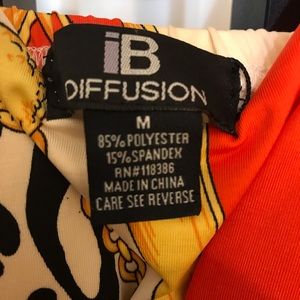 iB
DIFFUSION
M
85% POLYESTER
15% SPANDEX
RN#118386
MADE IN CHINA
CARE SEE REVERSE